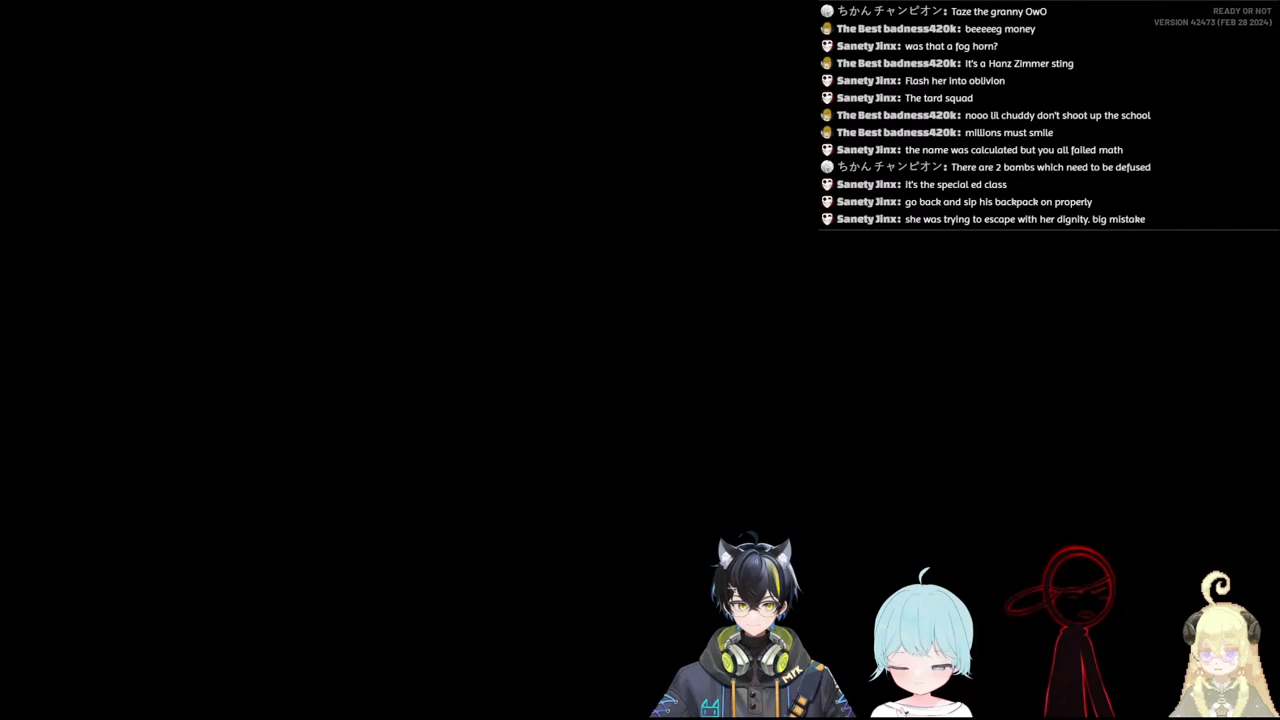 ちかん チャンピオン: Taze the granny OwO
READY OR NOT
VERSION 42473 (FEB 28 2024)
The Best badness420k: beeeeeg money
Sanety Jinx: was that a fog horn?
The Best badness420k: It's a Hanz Zimmer sting
Sanety Jinx: Flash her into oblivion
Sanety Jinx: The tard squad
The Best badness420k: nooo lil chuddy don't shoot up the school
The Best badness420k: millions must smile
Sanety Jinx: the name was calculated but you all failed math
ちかん チャンピオン: There are 2 bombs which need to be defused
Sanety Jinx: it's the special ed class
Sanety Jinx: go back and sip his backpack on properly
Sanety Jinx: she was trying to escape with her dignity. big mistake